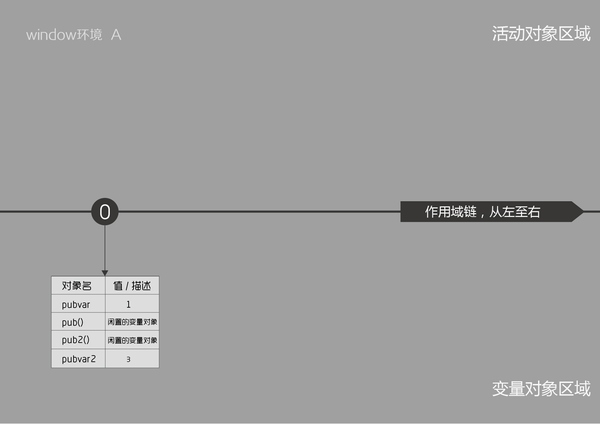 window环境 A
活动对象区域
0
作用域链，从左至右
对象名 值/描述
pubvar 1
pub() 闲置的变量对象
pub2() 闲置的变量对象
pubvar2 3
变量对象区域